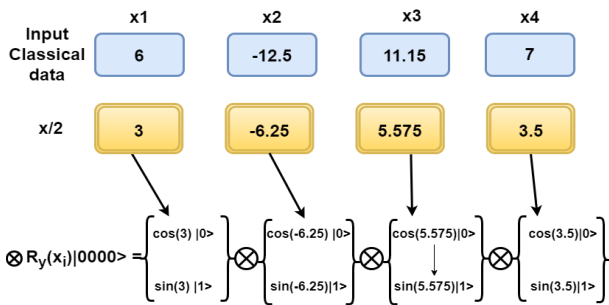 x1 x2 x3 x4
Input
Classical
data
6 -12.5 11.15 7
x/2 3 -6.25 5.575 3.5
cos(3) |0> cos(-6.25) |0> cos(5.575)|0> cos(3.5)|0>
⊗ Ry(xi)|0000> = ⊗ ⊗ ⊗
sin(3) |1> sin(-6.25)|1> sin(5.575)|1> sin(3.5)|1>